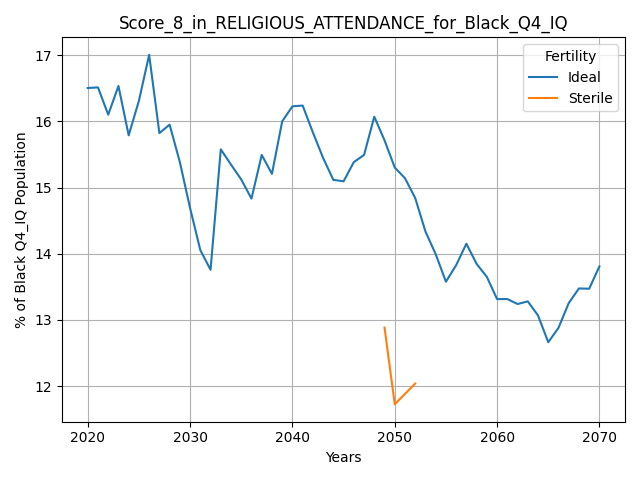 Score_8_in_RELIGIOUS_ATTENDANCE_for_Black_Q4_IQ
Fertility
Ideal
Sterile
% of Black Q4_IQ Population
17
16
15
14
13
12
2020 2030 2040 2050 2060 2070
Years